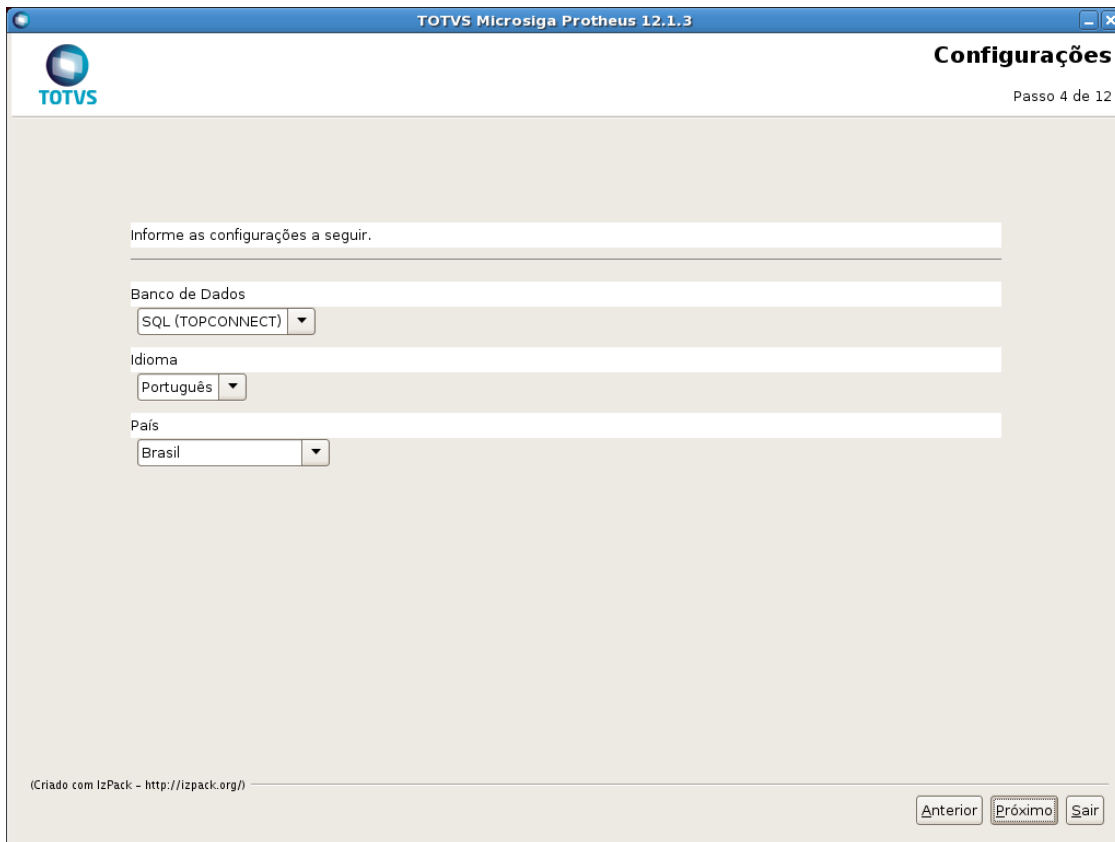 TOTVS Microsiga Protheus 12.1.3
Configurações
TOTVS
Passo 4 de 12
Informe as configurações a seguir.
Banco de Dados
SQL (TOPCONNECT)
Idioma
Português
País
Brasil
(Criado com IzPack - http://izpack.org/)
Anterior Próximo Sair